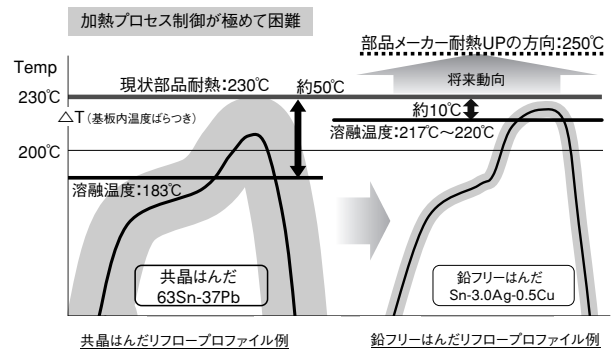 加熱プロセス制御が極めて困難
部品メーカー耐熱UPの方向：250℃
将来動向
Temp
230℃
現状部品耐熱：230℃
約50℃
△T（基板内温度ばらつき）
約10℃
溶融温度：217℃～220℃
200℃
溶融温度：183℃
共晶はんだ
63Sn-37Pb
鉛フリーはんだ
Sn-3.0Ag-0.5Cu
共晶はんだリフロープロファイル例
鉛フリーはんだリフロープロファイル例